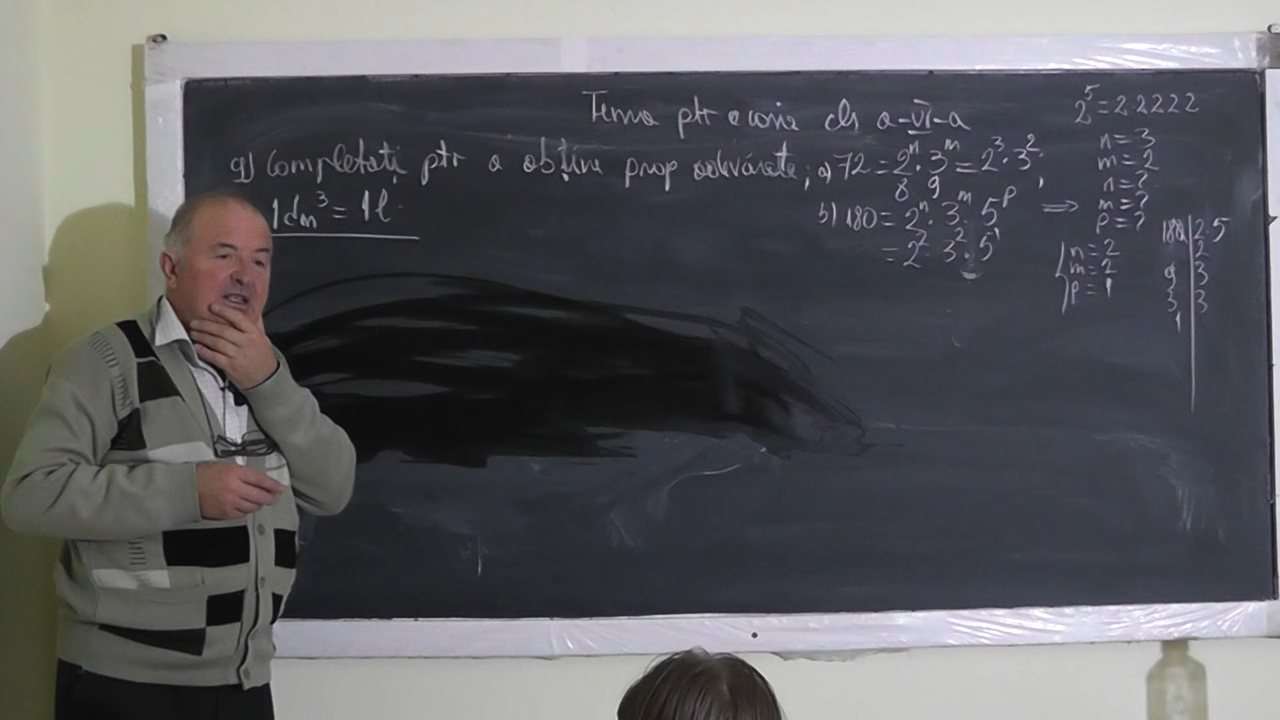 Tema ptr acasa cls a-VI-a
g) Completați ptr a obține prop adevărate; a) 72 = 2ⁿ · 3ᵐ = 2³ · 3²;
8 9
1dm³ = 1l
b) 180 = 2ⁿ · 3ᵐ · 5ᵖ ⟹
= 2² · 3² · 5¹
2⁵ = 2 2 2 2 2
n = 3
m = 2
n = ?
m = ?
p = ?
n = 2
m = 2
p = 1
180 | 2·5
| 2
9 | 3
3 | 3
1 |